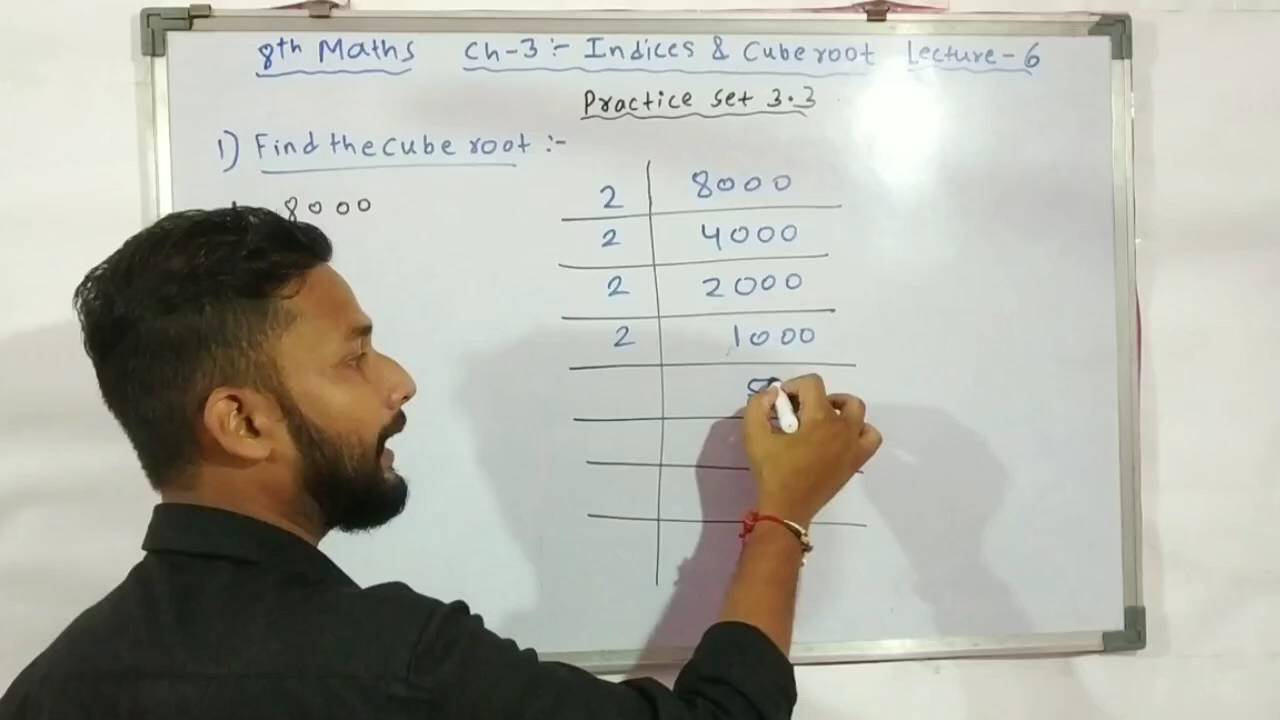 8th Maths Ch-3:- Indices & Cube root Lecture-6
Practice set 3.3
1) Find the cube root :-
8000
2 8000
2 4000
2 2000
2 1000